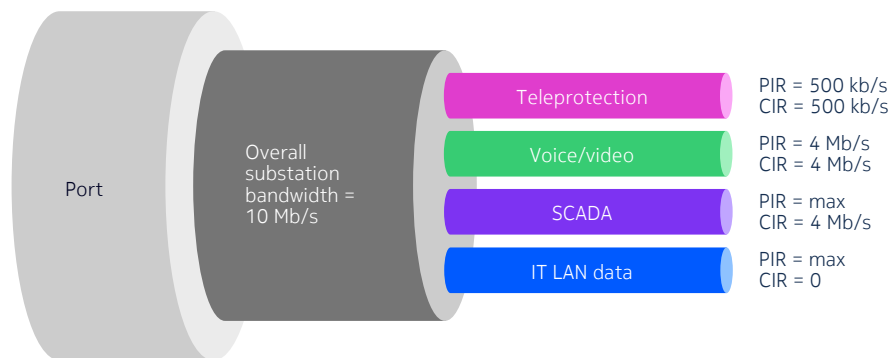 Port
Overall
substation
bandwidth =
10 Mb/s
Teleprotection
PIR = 500 kb/s
CIR = 500 kb/s
Voice/video
PIR = 4 Mb/s
CIR = 4 Mb/s
SCADA
PIR = max
CIR = 4 Mb/s
IT LAN data
PIR = max
CIR = 0